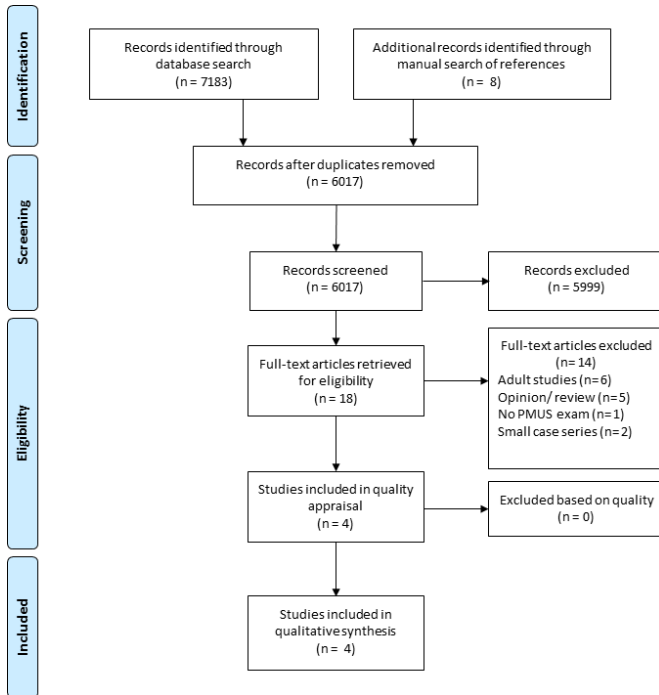 Identification
Records identified through
database search
(n = 7183)
Additional records identified through
manual search of references
(n = 8)
Records after duplicates removed
(n = 6017)
Screening
Records screened
(n = 6017)
Records excluded
(n = 5999)
Eligibility
Full-text articles retrieved
for eligibility
(n = 18)
Full-text articles excluded
(n = 14)
Adult studies (n=6)
Opinion/ review (n=5)
No PMUS exam (n=1)
Small case series (n=2)
Studies included in quality
appraisal
(n = 4)
Excluded based on quality
(n = 0)
Included
Studies included in
qualitative synthesis
(n = 4)